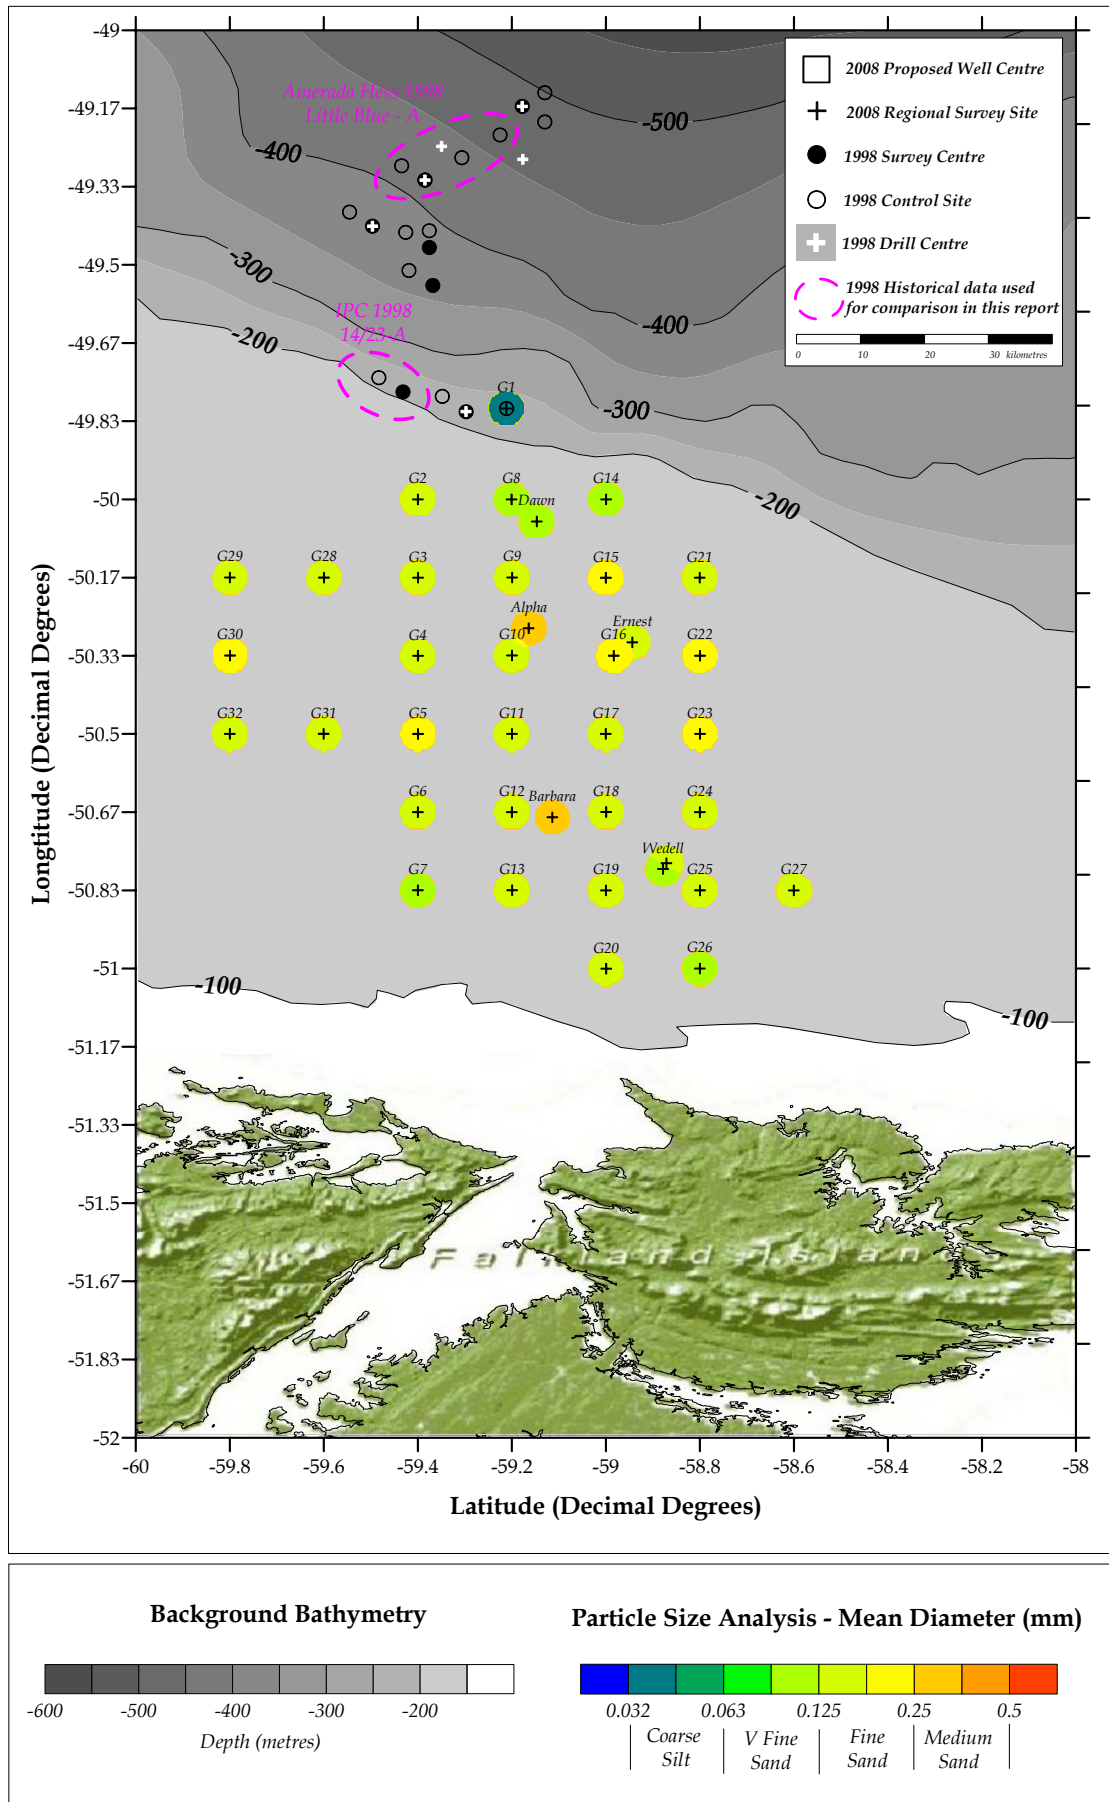 -49
-49.17
-49.33
-49.5
-49.67
-49.83
-50
-50.17
-50.33
-50.5
-50.67
-50.83
-51
-51.17
-51.33
-51.5
-51.67
-51.83
-52
Longtitude (Decimal Degrees)
Amerada Hess 1998
Little Blue - A
IPC 1998
14/23-A
-500
-400
-300
-200
-400
-300
-200
-100
-100
2008 Proposed Well Centre
2008 Regional Survey Site
1998 Survey Centre
1998 Control Site
1998 Drill Centre
1998 Historical data used
for comparison in this report
0 10 20 30 kilometres
G1
G2 G8 G14
Dawn
G29 G28 G3 G9 G15 G21
Alpha
Ernest
G30 G4 G10 G16 G22
G32 G31 G5 G11 G17 G23
G6 G12 Barbara G18 G24
Wedell
G7 G13 G19 G25 G27
G20 G26
Falkland Islands
-60 -59.8 -59.6 -59.4 -59.2 -59 -58.8 -58.6 -58.4 -58.2 -58
Latitude (Decimal Degrees)
Background Bathymetry
-600 -500 -400 -300 -200
Depth (metres)
Particle Size Analysis - Mean Diameter (mm)
0.032 0.063 0.125 0.25 0.5
Coarse Silt
V Fine Sand
Fine Sand
Medium Sand